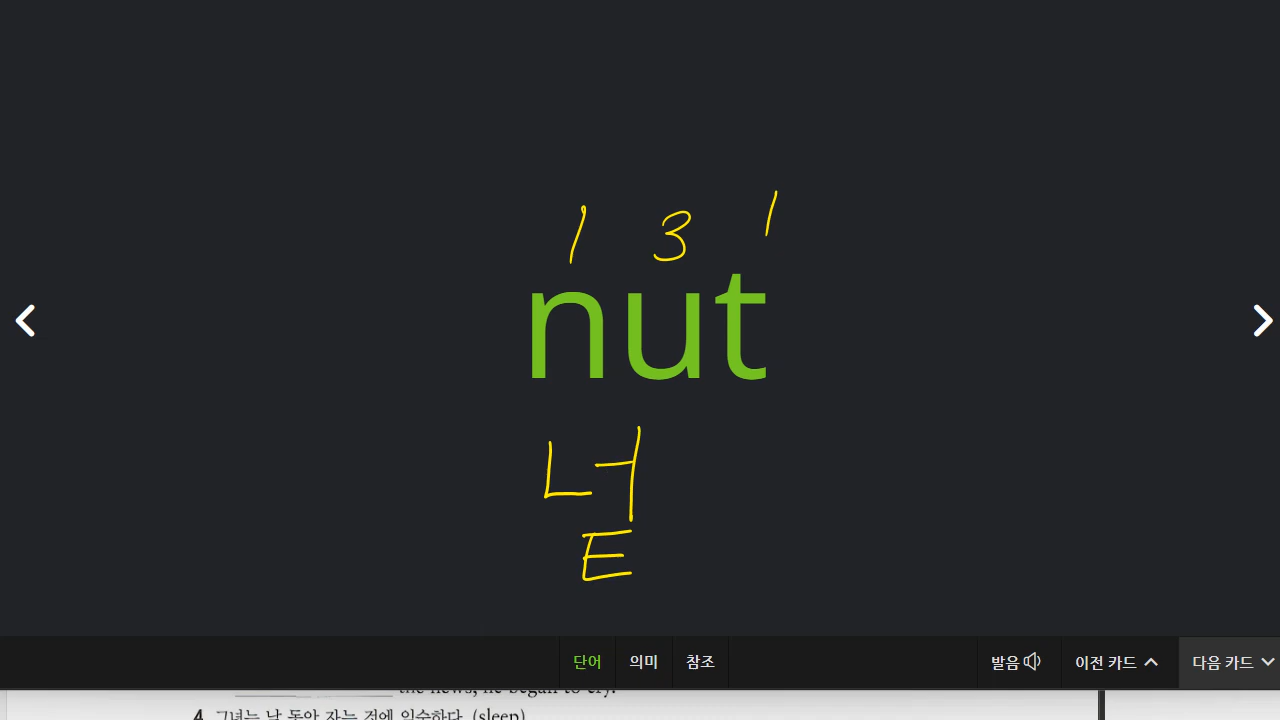 1 3 1
nut
넡
단어 의미 참조 발음 이전 카드 다음 카드
the news, he began to cry.
4 그녀는 낮 동안 자는 것에 익숙하다. (sleep)